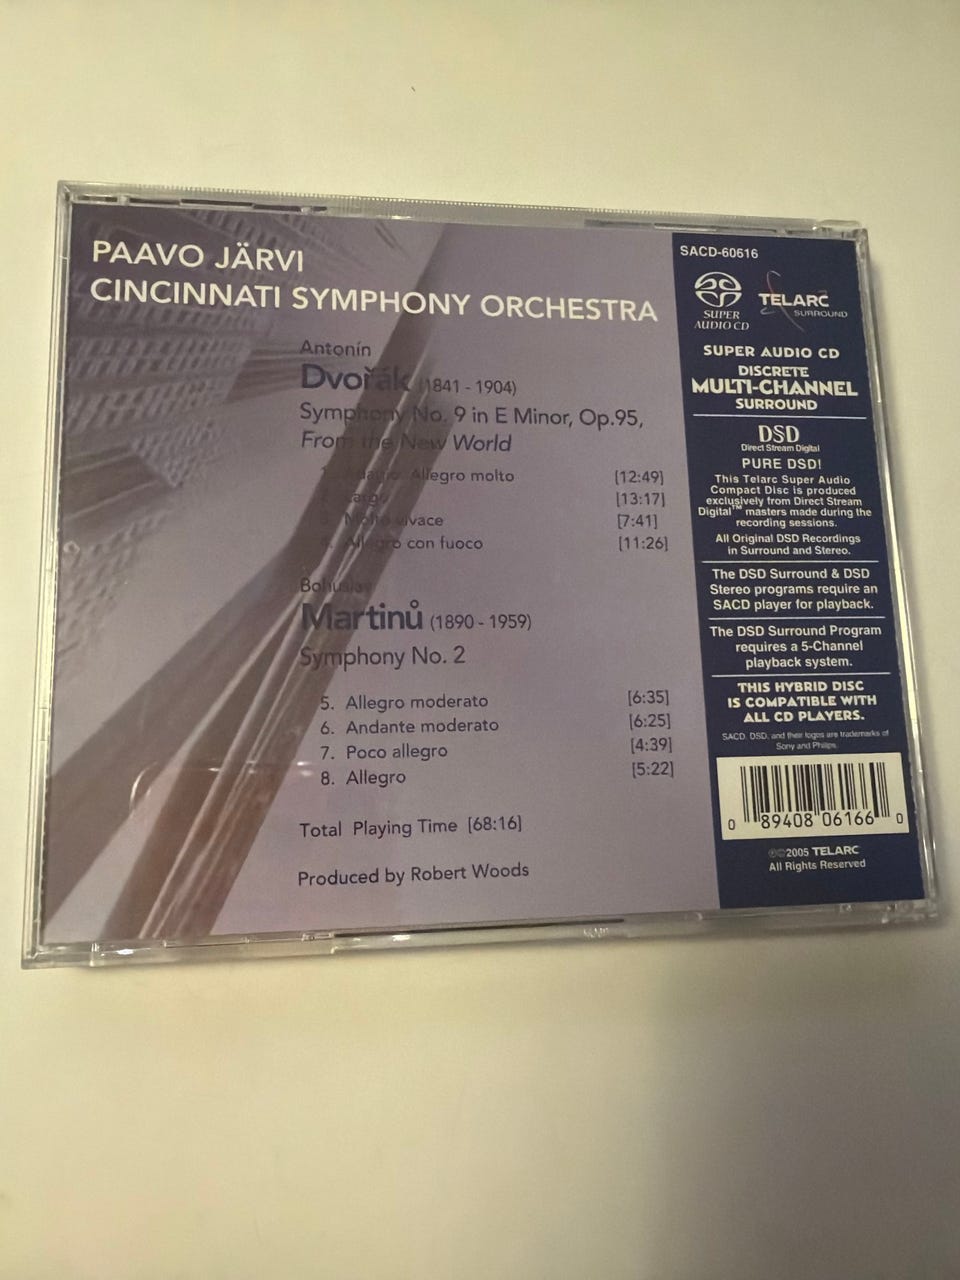 PAAVO JÄRVI
CINCINNATI SYMPHONY ORCHESTRA
Antonín
Dvořák (1841 - 1904)
Symphony No. 9 in E Minor, Op.95,
From the New World
1. Adagio; Allegro molto [12:49]
Largo [13:17]
3. Molto vivace [7:41]
4. Allegro con fuoco [11:26]
Bohuslav
Martinů (1890 - 1959)
Symphony No. 2
5. Allegro moderato [6:35]
6. Andante moderato [6:25]
7. Poco allegro [4:39]
8. Allegro [5:22]
Total Playing Time [68:16]
Produced by Robert Woods
SACD-60616
SUPER
AUDIO CD
TELARC
SURROUND
SUPER AUDIO CD
DISCRETE
MULTI-CHANNEL
SURROUND
DSD
Direct Stream Digital
PURE DSD!
This Telarc Super Audio
Compact Disc is produced
exclusively from Direct Stream
Digital™ masters made during the
recording sessions.
All Original DSD Recordings
in Surround and Stereo.
The DSD Surround & DSD
Stereo programs require an
SACD player for playback.
The DSD Surround Program
requires a 5-Channel
playback system.
THIS HYBRID DISC
IS COMPATIBLE WITH
ALL CD PLAYERS.
SACD, DSD, and their logos are trademarks of
Sony and Philips.
0 89408 06166 0
℗©2005 TELARC
All Rights Reserved